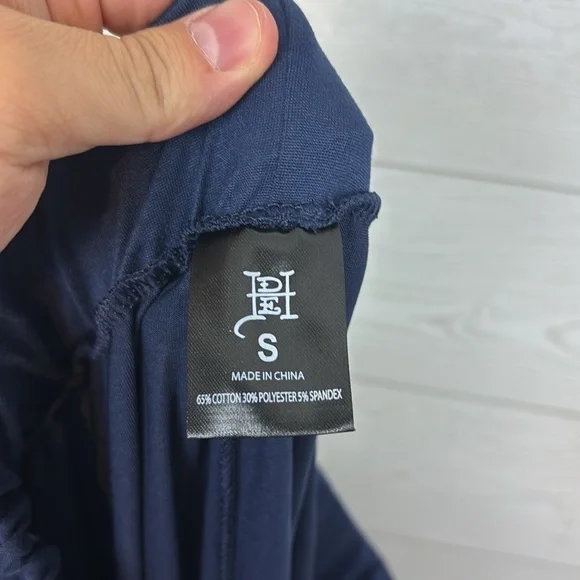 S
MADE IN CHINA
65% COTTON 30% POLYESTER 5% SPANDEX